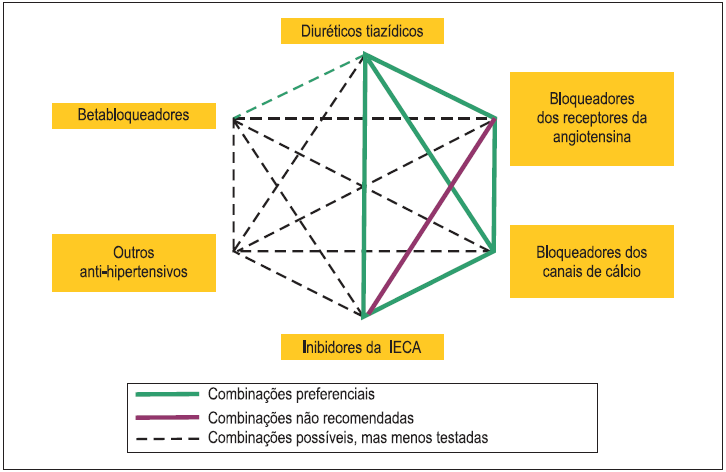 Diuréticos tiazídicos
Betabloqueadores
Bloqueadores
dos receptores da
angiotensina
Outros
anti-hipertensivos
Bloqueadores dos
canais de cálcio
Inibidores da IECA
Combinações preferenciais
Combinações não recomendadas
Combinações possíveis, mas menos testadas